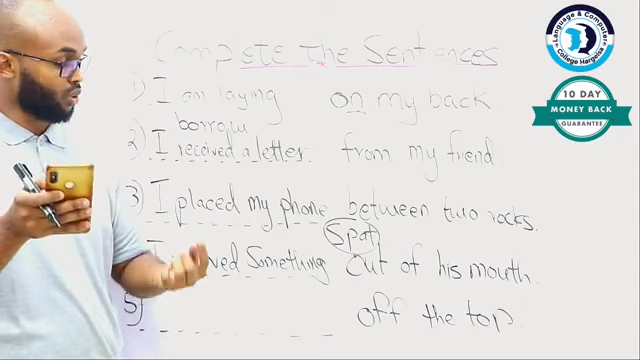 Language & Computer
College Hargeisa
10 DAY
MONEY BACK
GUARANTEE
Complete The Sentences
1) I am laying on my back
borrow
2) I received a letter from my friend.
3) I placed my phone between two rocks.
Spat
I ved Something out of his mouth.
5) off the top.